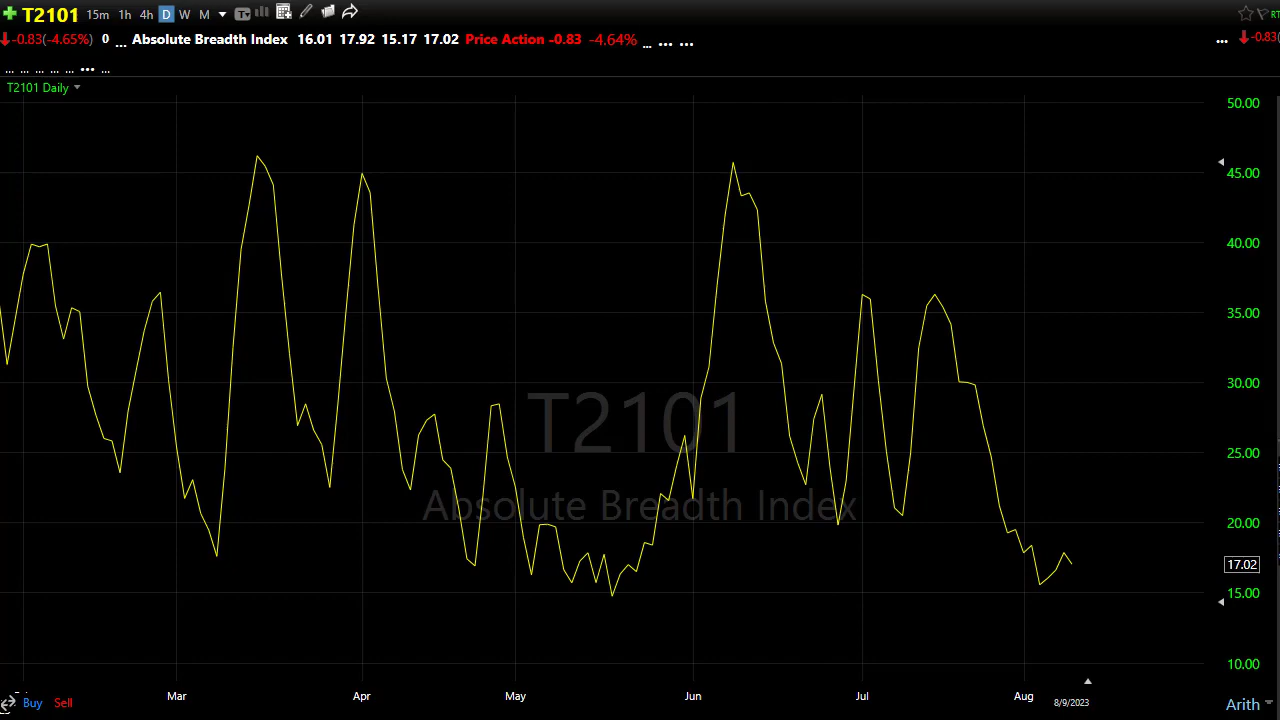 T2101 15m 1h 4h D W M T RT
-0.83(-4.65%) 0 ... Absolute Breadth Index 16.01 17.92 15.17 17.02 Price Action -0.83 -4.64% ... ... ... ... -0.83(
... ... ... ... ... ... ...
T2101 Daily
50.00
45.00
40.00
35.00
30.00
25.00
20.00
17.02
15.00
10.00
T2101
Absolute Breadth Index
Mar Apr May Jun Jul Aug
8/9/2023
Buy Sell
Arith